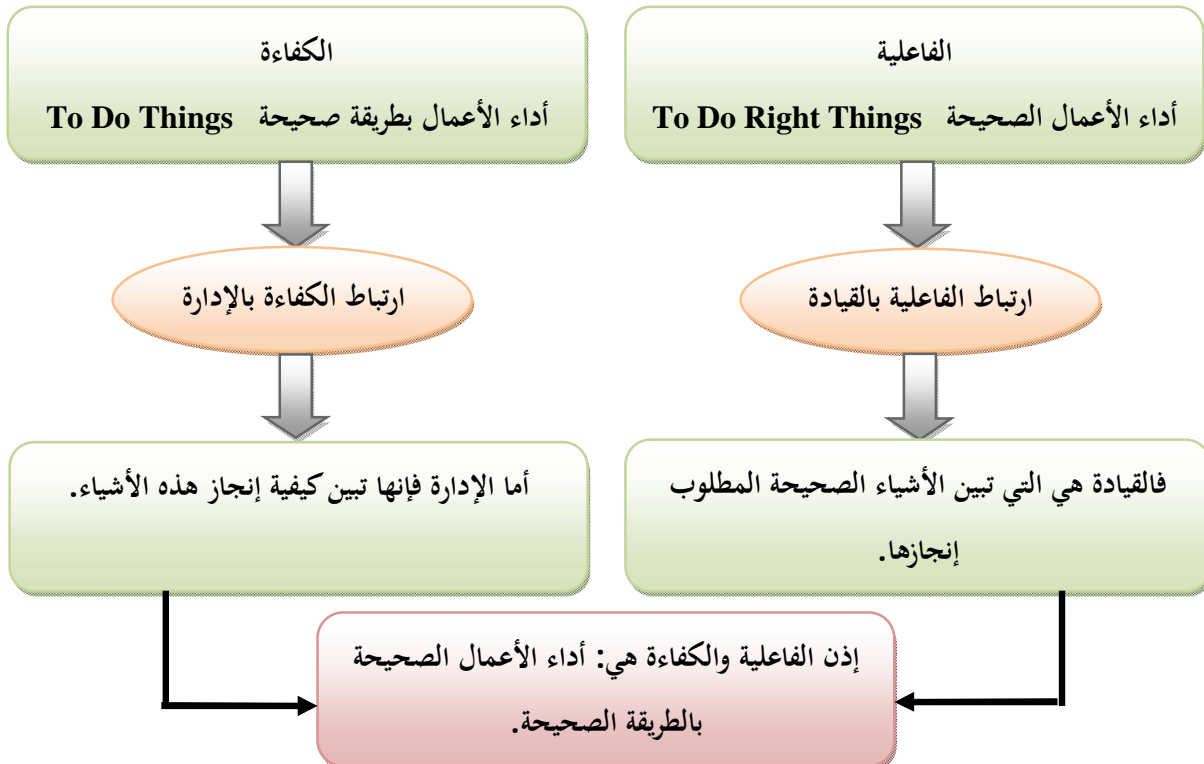 الفاعلية
أداء الأعمال الصحيحة To Do Right Things
الكفاءة
أداء الأعمال بطريقة صحيحة To Do Things
ارتباط الفاعلية بالقيادة
ارتباط الكفاءة بالإدارة
فالقيادة هي التي تبين الأشياء الصحيحة المطلوب
إنجازها.
أما الإدارة فإنها تبين كيفية إنجاز هذه الأشياء.
إذن الفاعلية والكفاءة هي: أداء الأعمال الصحيحة
بالطريقة الصحيحة.